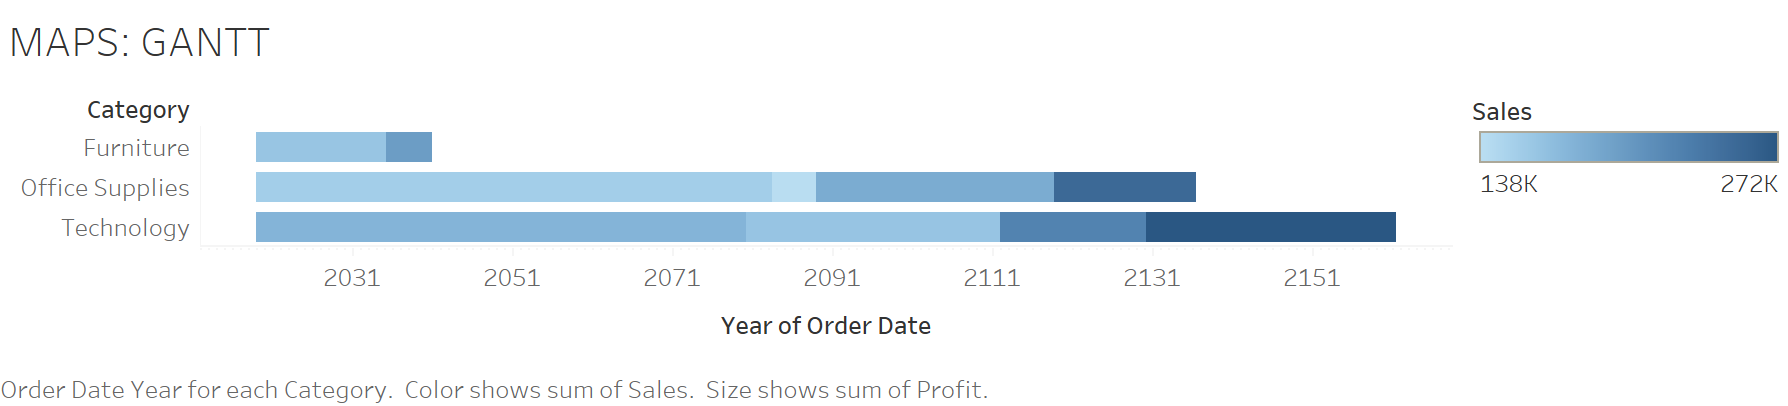 MAPS: GANTT
Category
Furniture
Office Supplies
Technology
2031 2051 2071 2091 2111 2131 2151
Year of Order Date
Sales
138K 272K
Order Date Year for each Category.  Color shows sum of Sales.  Size shows sum of Profit.